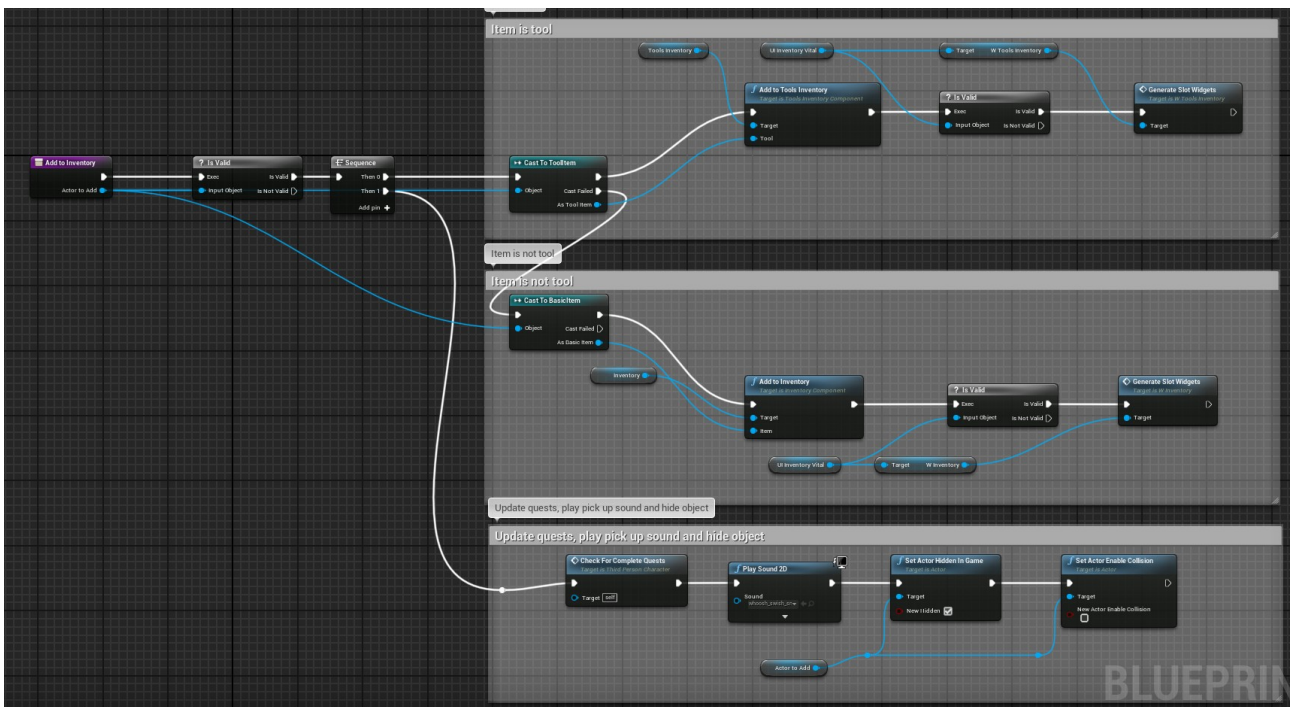 Item is tool
Tools Inventory
UI Inventory Vital
Target W Tools Inventory
Add to Tools Inventory
Target is Tools Inventory Component
Target
Tool
? Is Valid
Exec Is Valid
Input Object Is Not Valid
Generate Slot Widgets
Target is W Tools Inventory
Target
Add to Inventory
Actor to Add
? Is Valid
Exec Is Valid
Input Object Is Not Valid
Sequence
Then 0
Then 1
Add pin +
Cast To ToolItem
Object Cast Failed
As Tool Item
Item is not tool
Item is not tool
Cast To BasicItem
Object Cast Failed
As Basic Item
Inventory
Add to Inventory
Target is Inventory Component
Target
Item
? Is Valid
Exec Is Valid
Input Object Is Not Valid
Generate Slot Widgets
Target is W Inventory
Target
UI Inventory Vital
Target W Inventory
Update quests, play pick up sound and hide object
Update quests, play pick up sound and hide object
Check For Complete Quests
Target is Third Person Character
Target self
Play Sound 2D
Sound
Set Actor Hidden In Game
Target is Actor
Target
New Hidden
Set Actor Enable Collision
Target is Actor
Target
New Actor Enable Collision
Actor to Add
BLUEPRIN